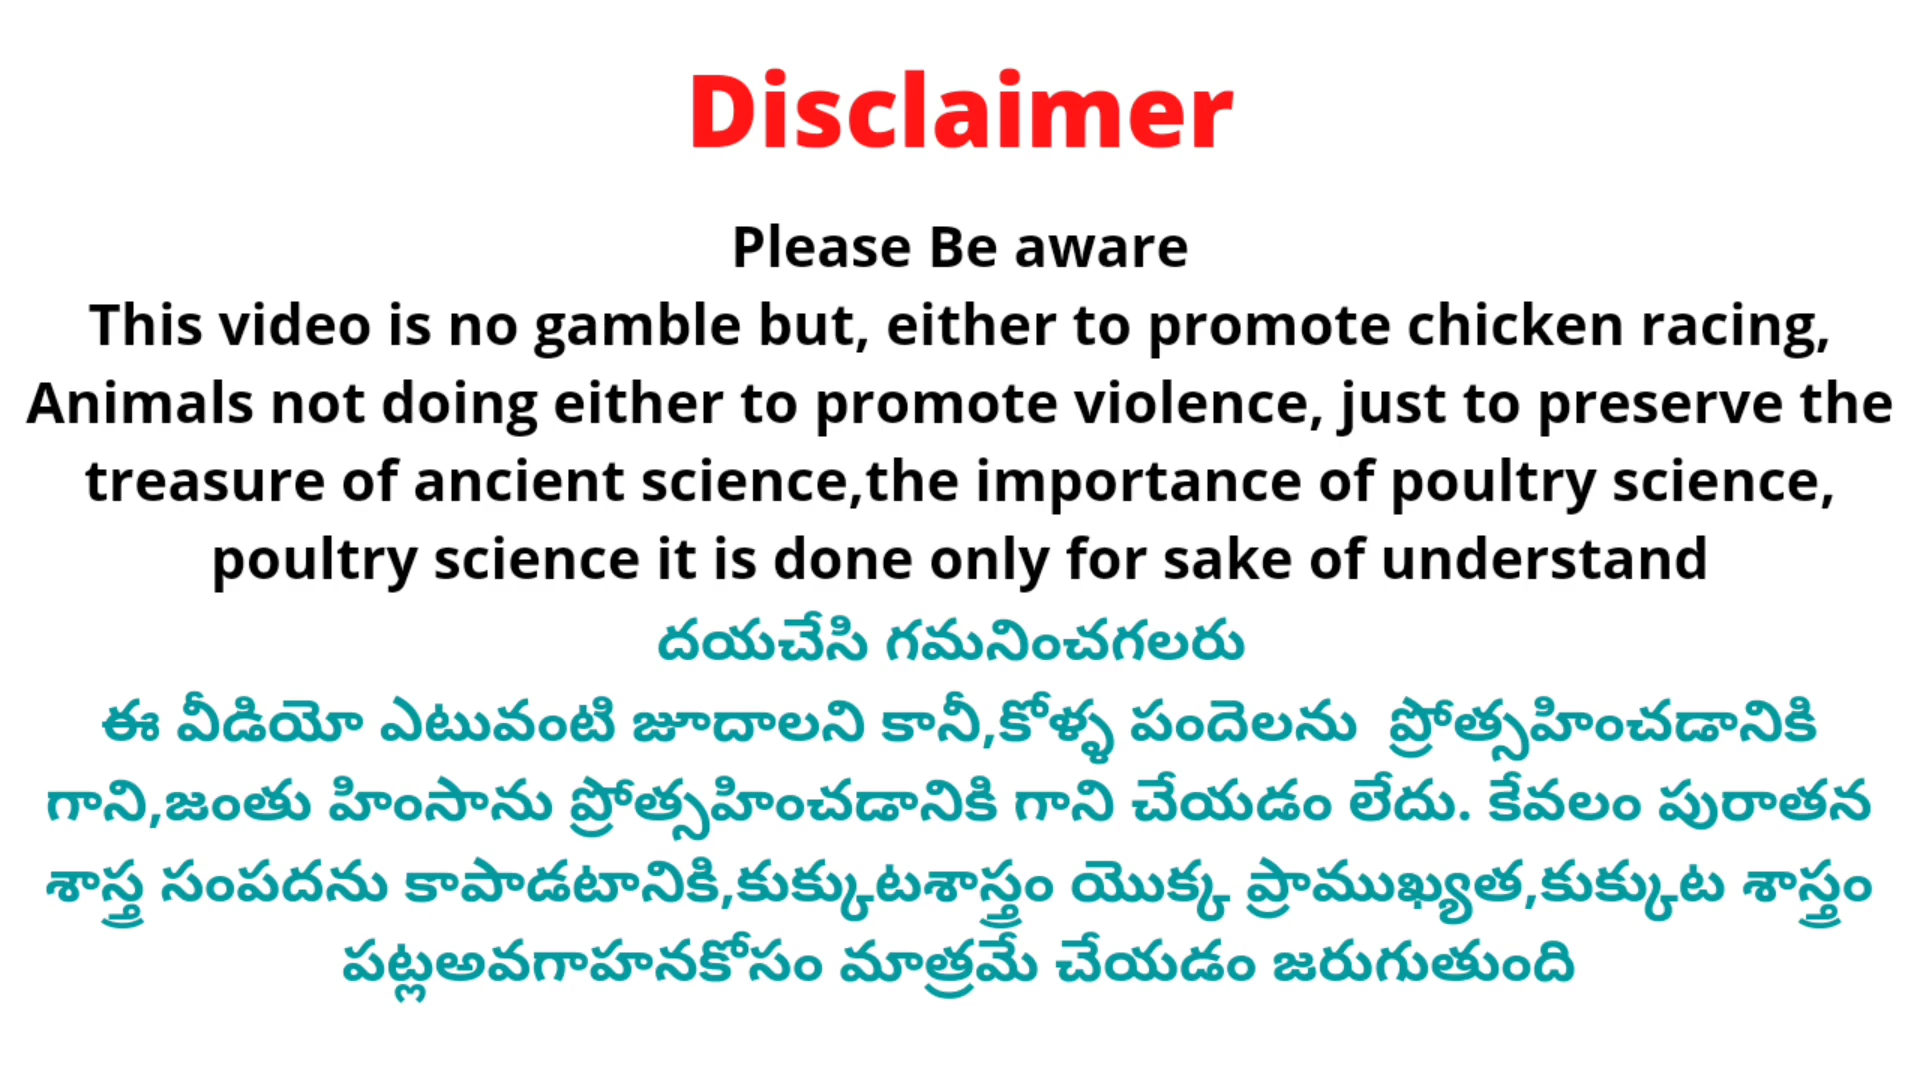 Disclaimer
Please Be aware
This video is no gamble but, either to promote chicken racing,
Animals not doing either to promote violence, just to preserve the
treasure of ancient science,the importance of poultry science,
poultry science it is done only for sake of understand
దయచేసి గమనించగలరు
ఈ వీడియో ఎటువంటి జూదాలని కానీ,కోళ్ళ పందెలను  ప్రోత్సహించడానికి
గాని,జంతు హింసాను ప్రోత్సహించడానికి గాని చేయడం లేదు. కేవలం పురాతన
శాస్త్ర సంపదను కాపాడటానికి,కుక్కుటశాస్త్రం యొక్క ప్రాముఖ్యత,కుక్కుట శాస్త్రం
పట్లఅవగాహనకోసం మాత్రమే చేయడం జరుగుతుంది